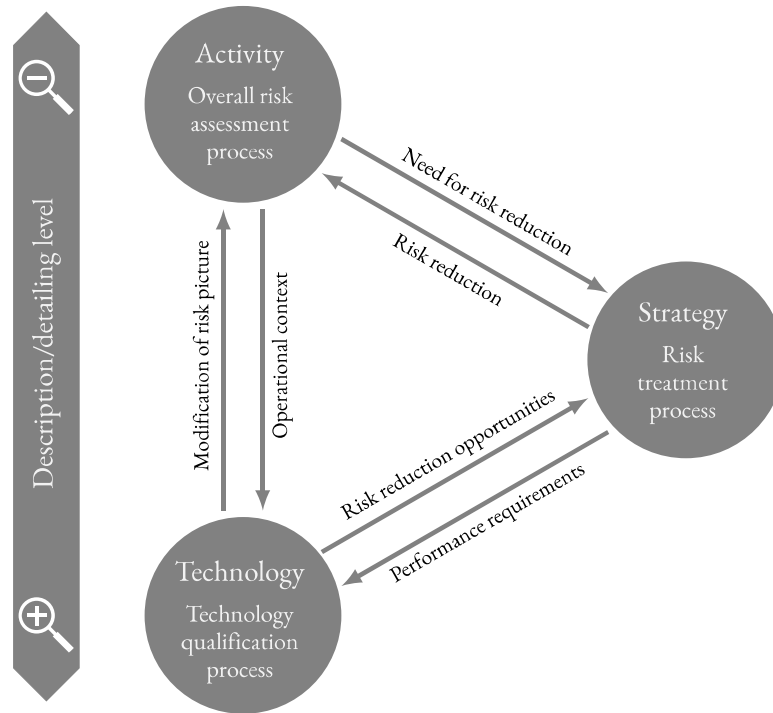 Activity
Overall risk
assessment
process
Need for risk reduction
Risk reduction
Description/detailing level
Modification of risk picture
Operational context
Strategy
Risk
treatment
process
Risk reduction opportunities
Performance requirements
Technology
Technology
qualification
process